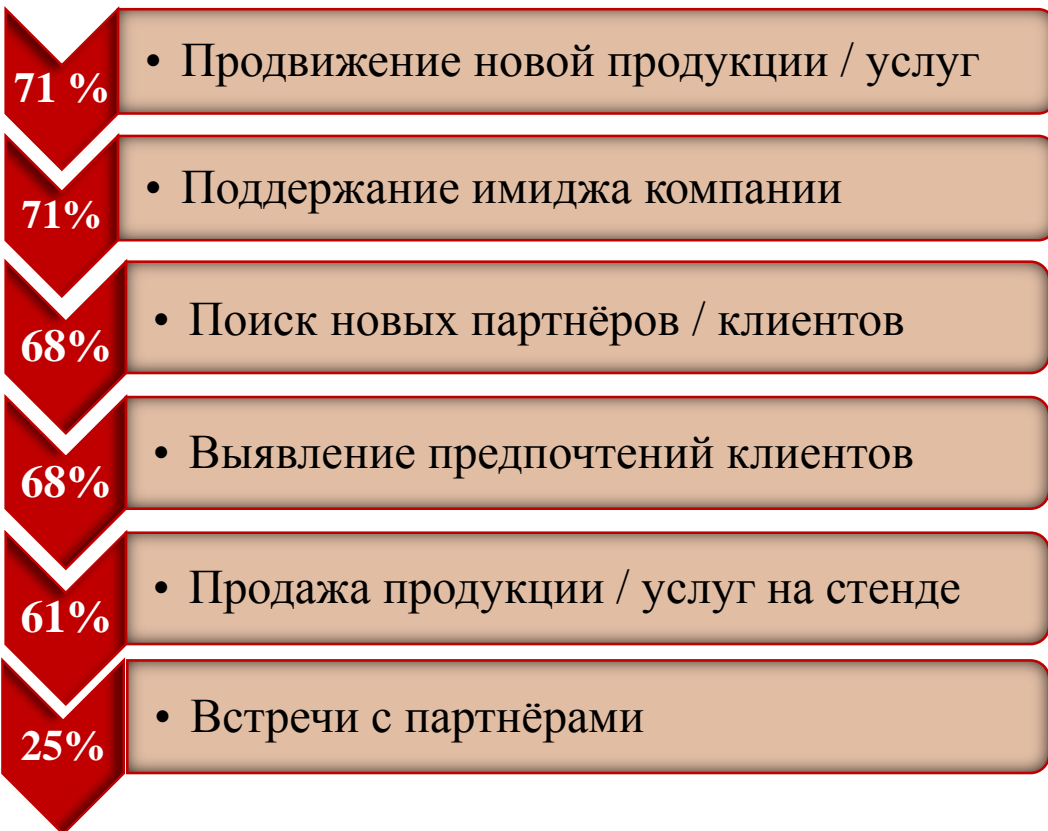 71 %
• Продвижение новой продукции / услуг
71%
• Поддержание имиджа компании
68%
• Поиск новых партнёров / клиентов
68%
• Выявление предпочтений клиентов
61%
• Продажа продукции / услуг на стенде
25%
• Встречи с партнёрами